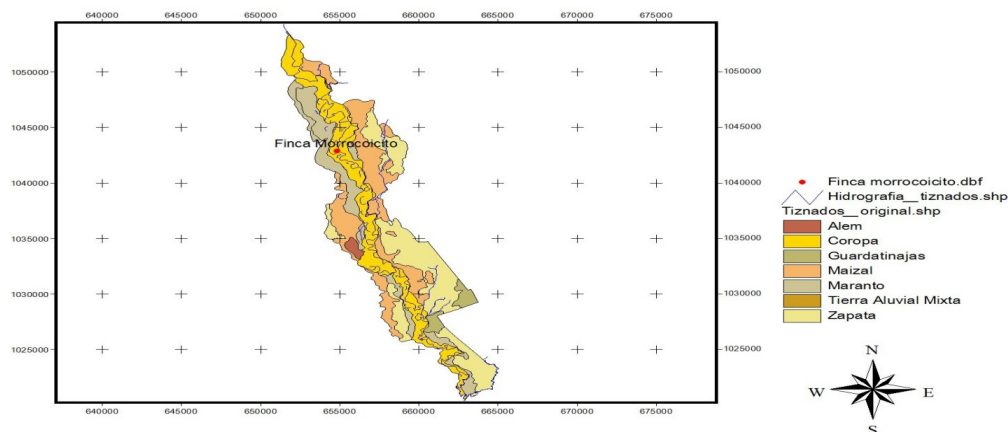 640000 645000 650000 655000 660000 665000 670000 675000
1050000 1050000
1045000 1045000
Finca Morrocoicito
1040000 1040000
1035000 1035000
1030000 1030000
1025000 1025000
640000 645000 650000 655000 660000 665000 670000 675000
Finca morrocoicito.dbf
Hidrografia__tiznados.shp
Tiznados__original.shp
Alem
Coropa
Guardatinajas
Maizal
Maranto
Tierra Aluvial Mixta
Zapata
N
W E
S